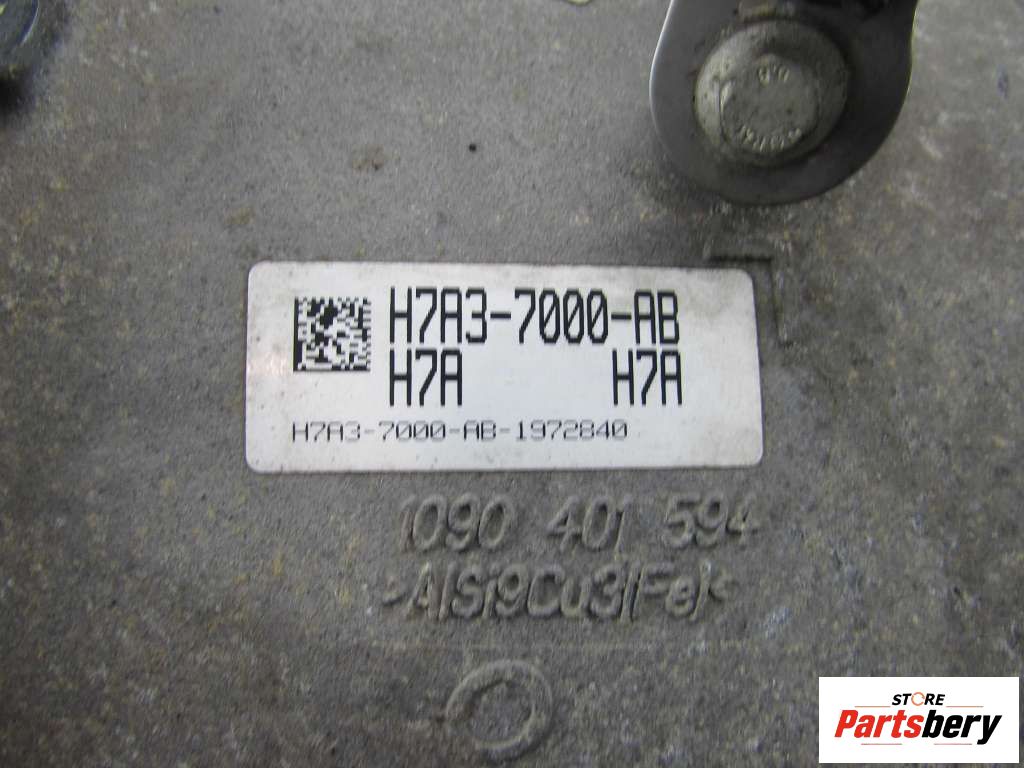 H7A3-7000-AB
H7A H7A
H7A3-7000-AB-1972840
1090 401 594
>AlSi9Cu3(Fe)<
STORE
Partsbery